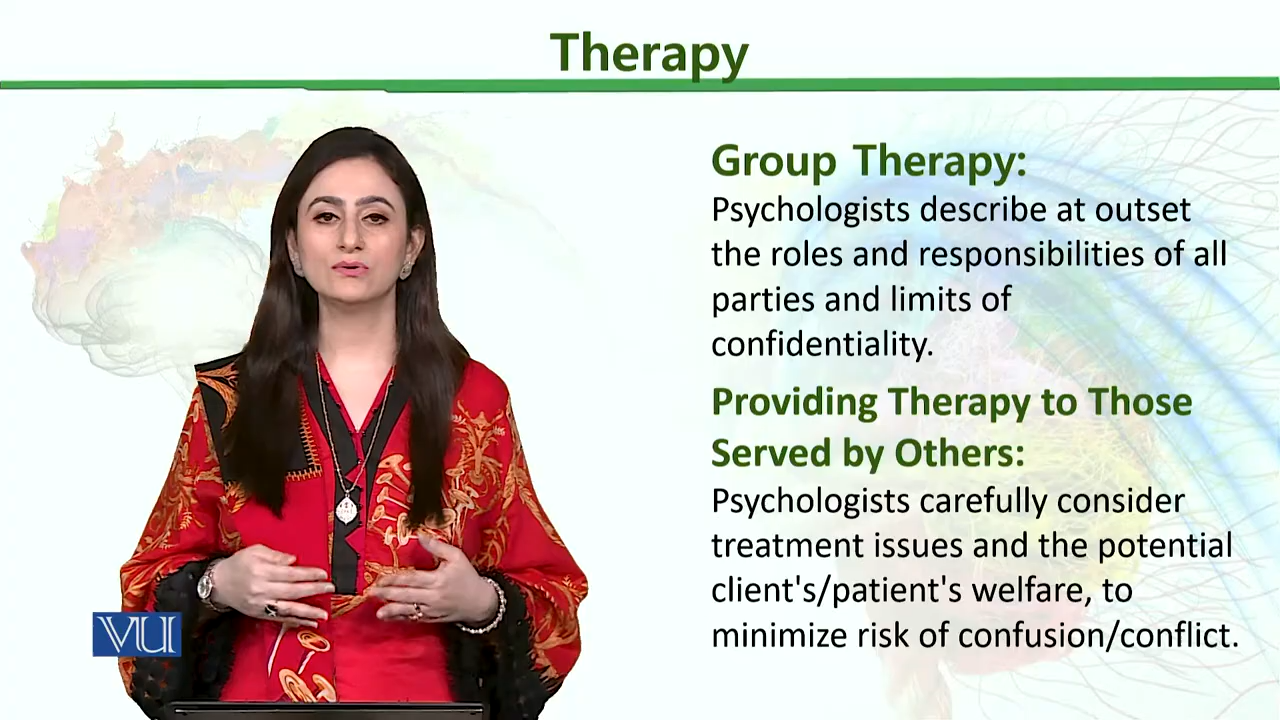 Therapy
Group Therapy:
Psychologists describe at outset
the roles and responsibilities of all
parties and limits of
confidentiality.
Providing Therapy to Those
Served by Others:
Psychologists carefully consider
treatment issues and the potential
client's/patient's welfare, to
minimize risk of confusion/conflict.
VU